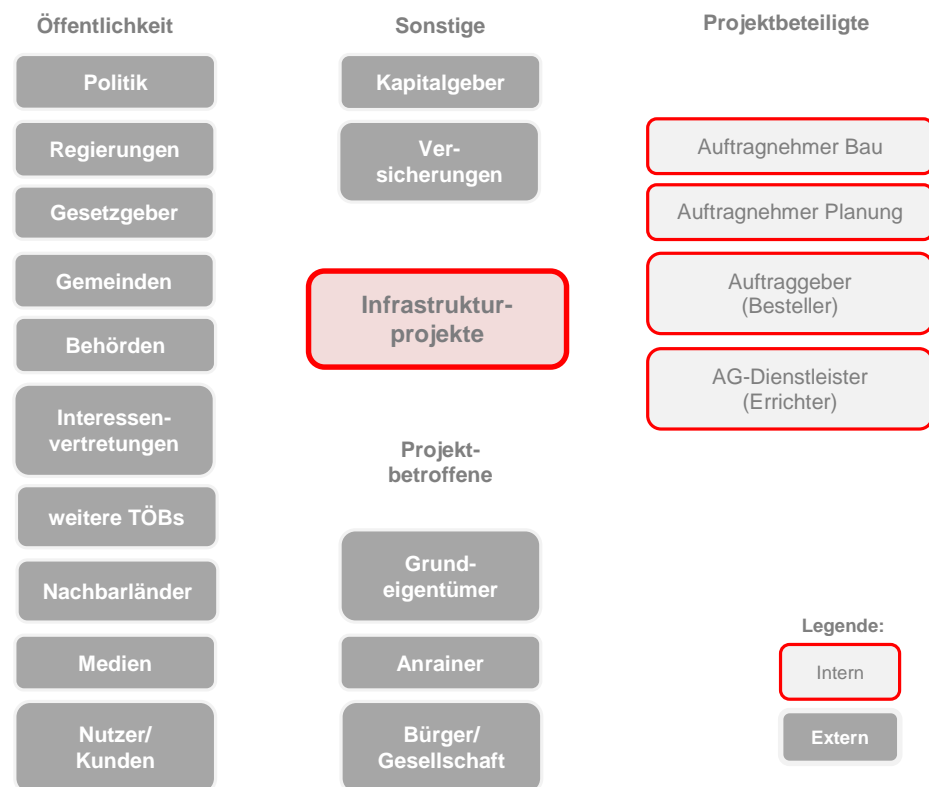 Öffentlichkeit
Politik
Regierungen
Gesetzgeber
Gemeinden
Behörden
Interessen-
vertretungen
weitere TÖBs
Nachbarländer
Medien
Nutzer/
Kunden
Sonstige
Kapitalgeber
Ver-
sicherungen
Infrastruktur-
projekte
Projekt-
betroffene
Grund-
eigentümer
Anrainer
Bürger/
Gesellschaft
Projektbeteiligte
Auftragnehmer Bau
Auftragnehmer Planung
Auftraggeber
(Besteller)
AG-Dienstleister
(Errichter)
Legende:
Intern
Extern